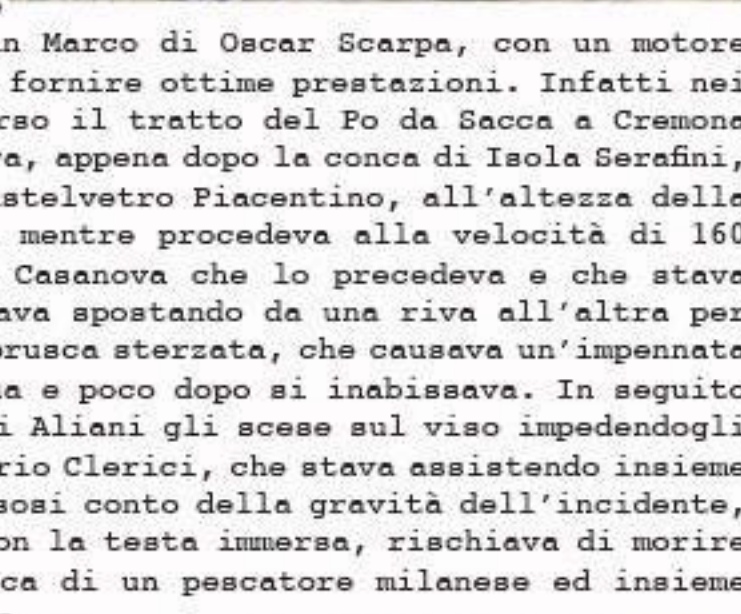 n Marco di Oscar Scarpa, con un motore
fornire ottime prestazioni. Infatti nei
rso il tratto del Po da Sacca a Cremona
a, appena dopo la conca di Isola Serafini,
stelvetro Piacentino, all'altezza della
mentre procedeva alla velocità di 160
Casanova che lo precedeva e che stava
ava spostando da una riva all'altra per
brusca sterzata, che causava un'impennata
a e poco dopo si inabissava. In seguito
i Aliani gli scese sul viso impedendogli
rio Clerici, che stava assistendo insieme
sosi conto della gravità dell'incidente,
on la testa immersa, rischiava di morire
ca di un pescatore milanese ed insieme